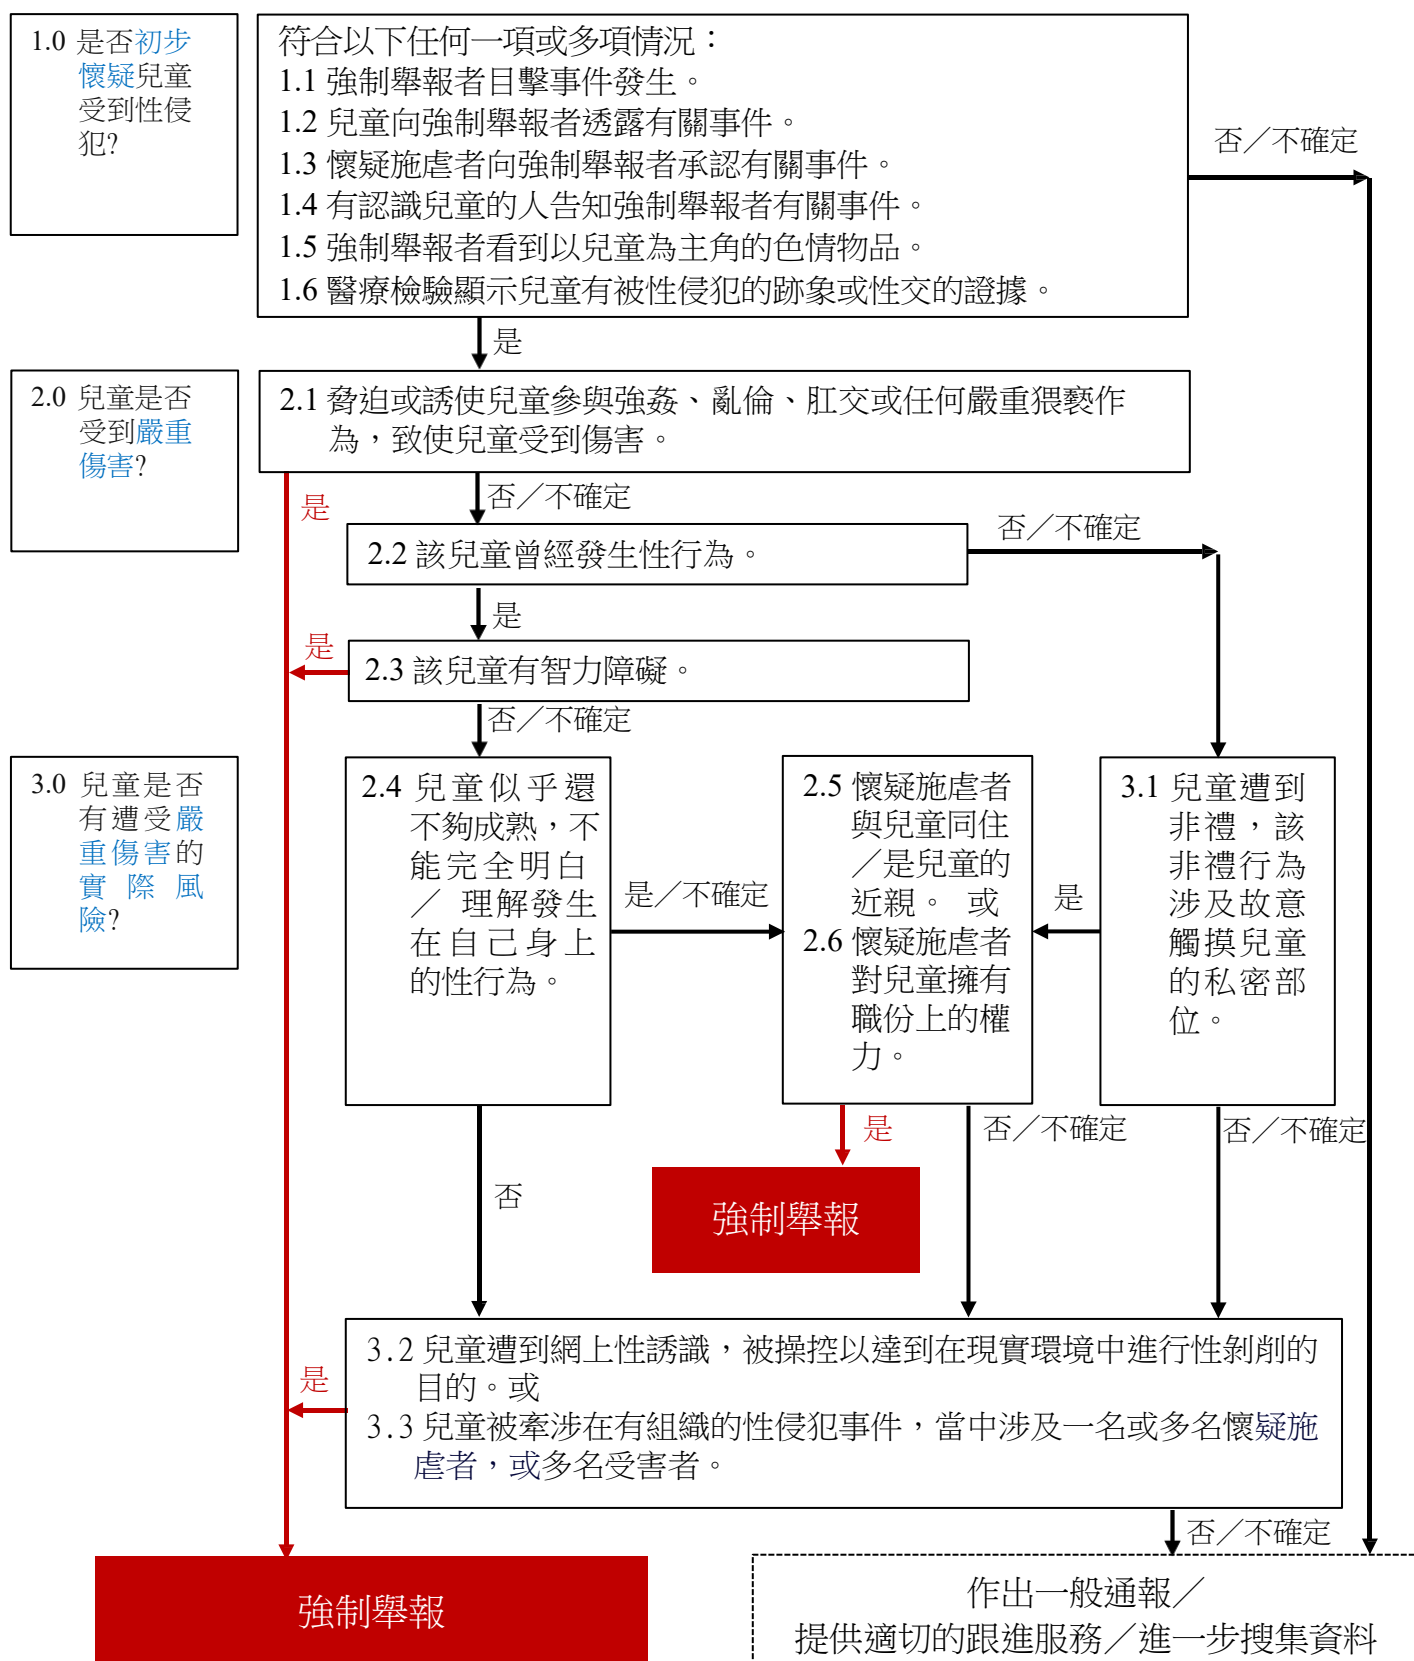 1.0 是否初步
懷疑兒童
受到性侵
犯?
符合以下任何一項或多項情況：
1.1 強制舉報者目擊事件發生。
1.2 兒童向強制舉報者透露有關事件。
1.3 懷疑施虐者向強制舉報者承認有關事件。
1.4 有認識兒童的人告知強制舉報者有關事件。
1.5 強制舉報者看到以兒童為主角的色情物品。
1.6 醫療檢驗顯示兒童有被性侵犯的跡象或性交的證據。
否／不確定
是
2.0 兒童是否
受到嚴重
傷害?
2.1 脅迫或誘使兒童參與強姦、亂倫、肛交或任何嚴重猥褻作
為，致使兒童受到傷害。
是
否／不確定
2.2 該兒童曾經發生性行為。
否／不確定
是
是
2.3 該兒童有智力障礙。
否／不確定
3.0 兒童是否
有遭受嚴
重傷害的
實際風
險?
2.4 兒童似乎還
不夠成熟，不
能完全明白
／ 理解發生
在自己身上
的性行為。
是／不確定
2.5 懷疑施虐者
與兒童同住
／是兒童的
近親。 或
2.6 懷疑施虐者
對兒童擁有
職份上的權
力。
是
3.1 兒童遭到
非禮，該
非禮行為
涉及故意
觸摸兒童
的私密部
位。
是
否／不確定
否／不確定
否
強制舉報
3.2 兒童遭到網上性誘識，被操控以達到在現實環境中進行性剝削的
目的。或
3.3 兒童被牽涉在有組織的性侵犯事件，當中涉及一名或多名懷疑施
虐者，或多名受害者。
是
否／不確定
強制舉報
作出一般通報／
提供適切的跟進服務／進一步搜集資料